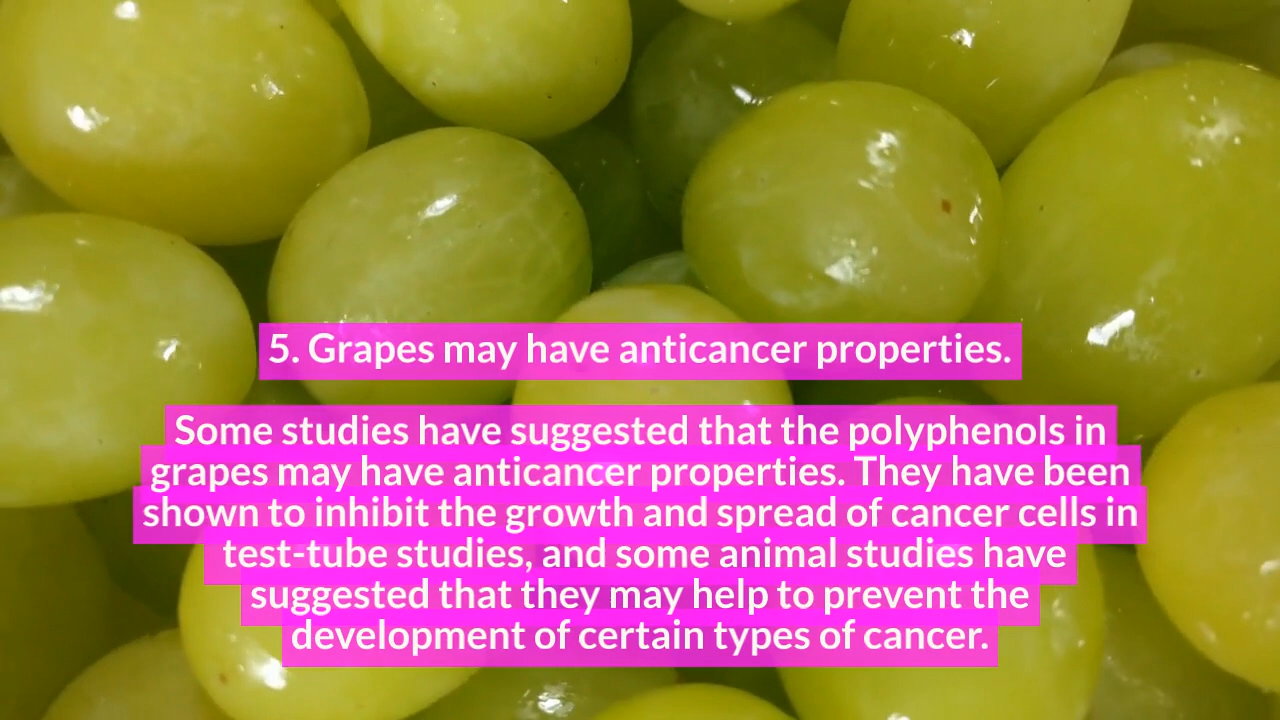 5. Grapes may have anticancer properties.
Some studies have suggested that the polyphenols in
grapes may have anticancer properties. They have been
shown to inhibit the growth and spread of cancer cells in
test-tube studies, and some animal studies have
suggested that they may help to prevent the
development of certain types of cancer.